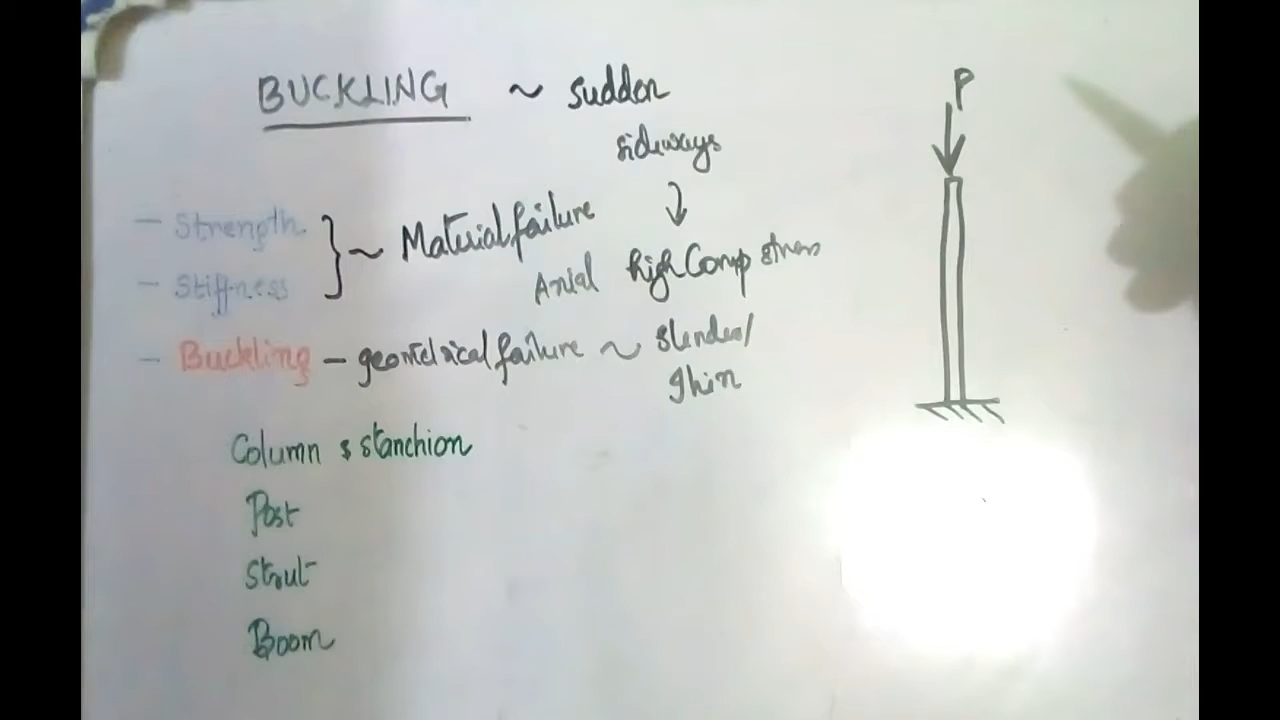 BUCKLING ~ sudden
sideways
- Strength
- Stiffness
} ~ Material failure
Axial high Comp stress
- Buckling - geometrical failure ~ slender/
thin
Column & stanchion
Post
Strut
Boom
P